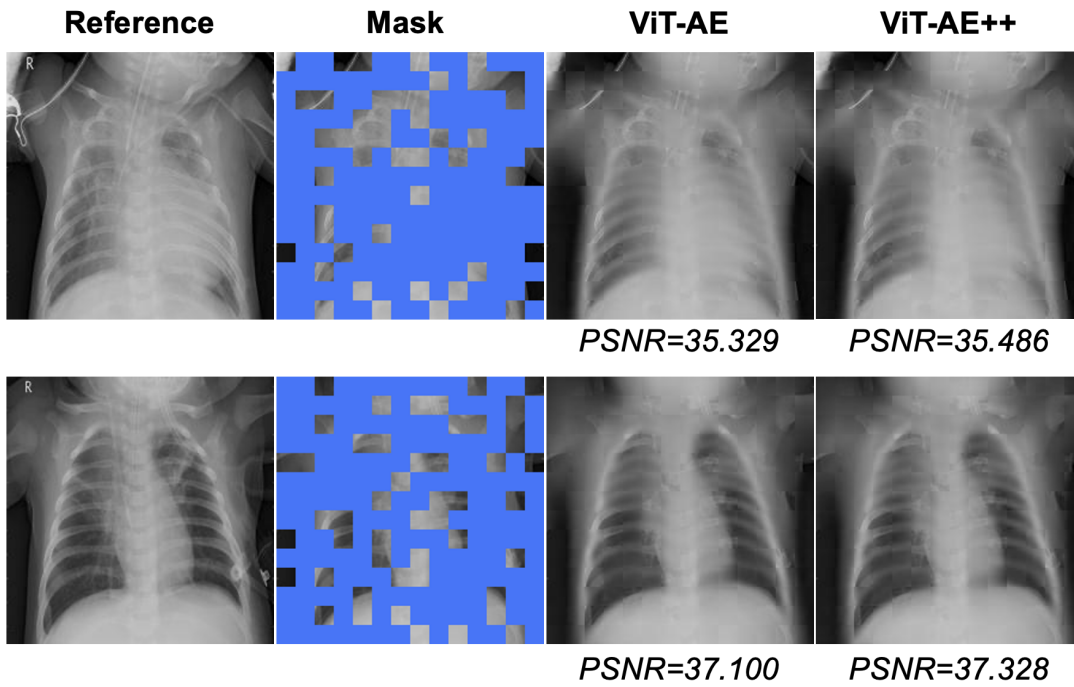 Reference Mask ViT-AE ViT-AE++
R
PSNR=35.329 PSNR=35.486
R
PSNR=37.100 PSNR=37.328